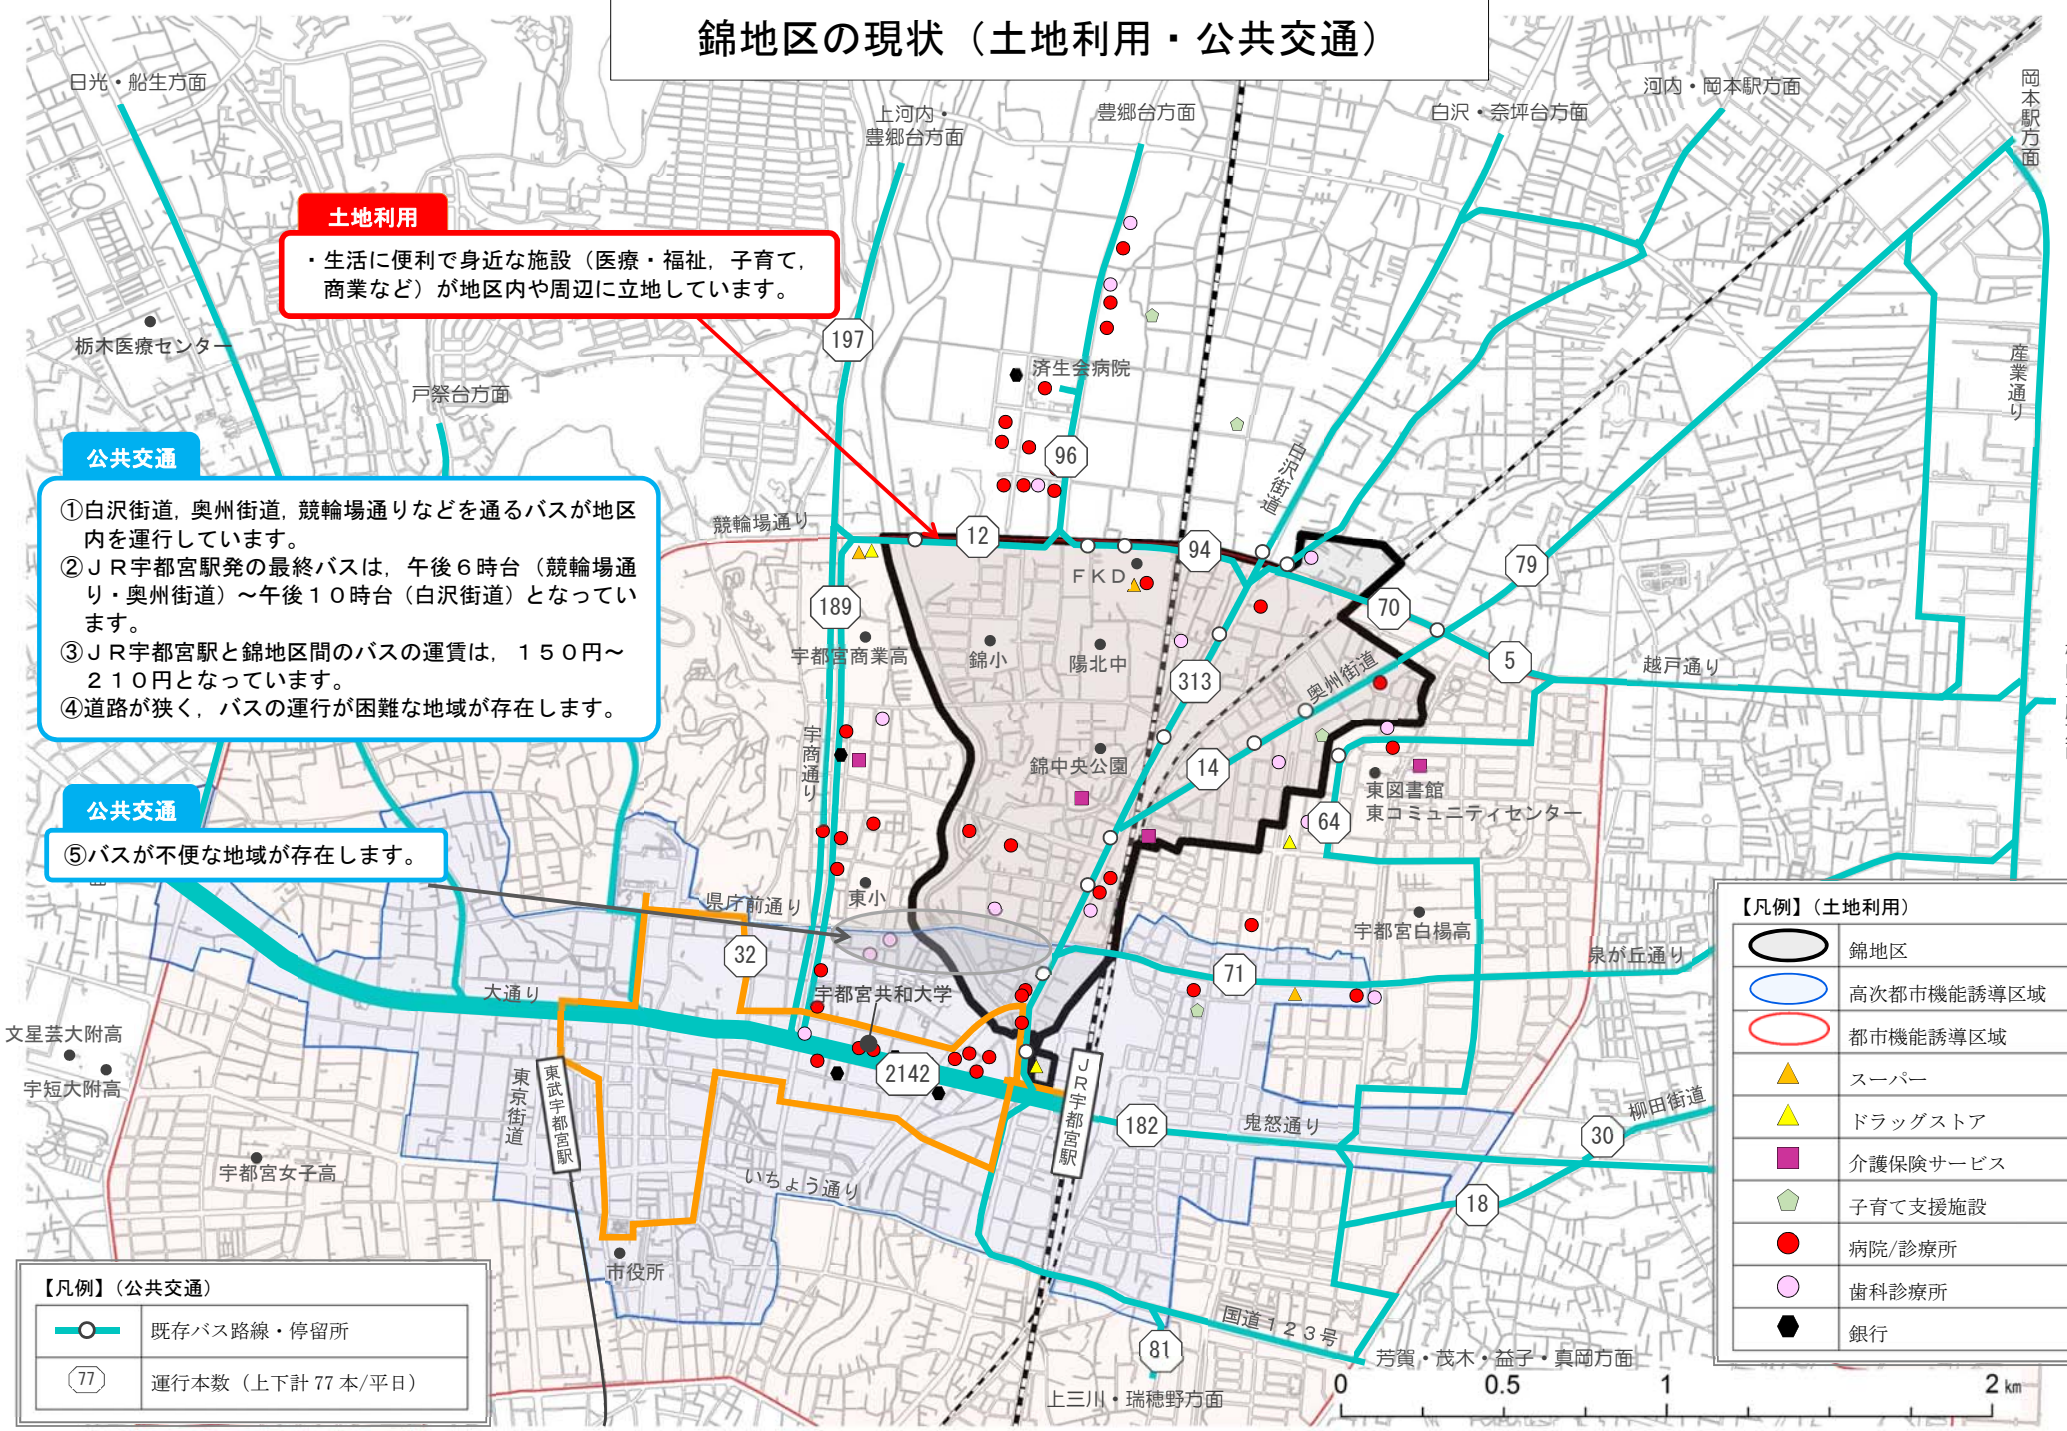 錦地区の現状（土地利用・公共交通）
日光・船生方面
上河内・
豊郷台方面
豊郷台方面
白沢・奈坪台方面
河内・岡本駅方面
岡本駅方面
土地利用
・生活に便利で身近な施設（医療・福祉，子育て，
商業など）が地区内や周辺に立地しています。
栃木医療センター
戸祭台方面
197
済生会病院
96
産業通り
白沢街道
公共交通
①白沢街道，奥州街道，競輪場通りなどを通るバスが地区
内を運行しています。
②ＪＲ宇都宮駅発の最終バスは，午後６時台（競輪場通
り・奥州街道）～午後１０時台（白沢街道）となってい
ます。
③ＪＲ宇都宮駅と錦地区間のバスの運賃は，１５０円～
２１０円となっています。
④道路が狭く，バスの運行が困難な地域が存在します。
競輪場通り
12
94
79
ＦＫＤ
189
70
宇都宮商業高
錦小
陽北中
5
越戸通り
313
奥州街道
宇商通り
錦中央公園
14
東図書館
東コミュニティセンター
64
公共交通
⑤バスが不便な地域が存在します。
県庁前通り
東小
宇都宮白楊高
泉が丘通り
32
71
大通り
宇都宮共和大学
文星芸大附高
宇短大附高
2142
東京街道
東武宇都宮駅
ＪＲ宇都宮駅
182
鬼怒通り
柳田街道
30
宇都宮女子高
いちょう通り
18
市役所
国道１２３号
81
芳賀・茂木・益子・真岡方面
上三川・瑞穂野方面
【凡例】（土地利用）
錦地区
高次都市機能誘導区域
都市機能誘導区域
スーパー
ドラッグストア
介護保険サービス
子育て支援施設
病院/診療所
歯科診療所
銀行
【凡例】（公共交通）
既存バス路線・停留所
77 運行本数（上下計 77 本/平日）
0 0.5 1 2 km